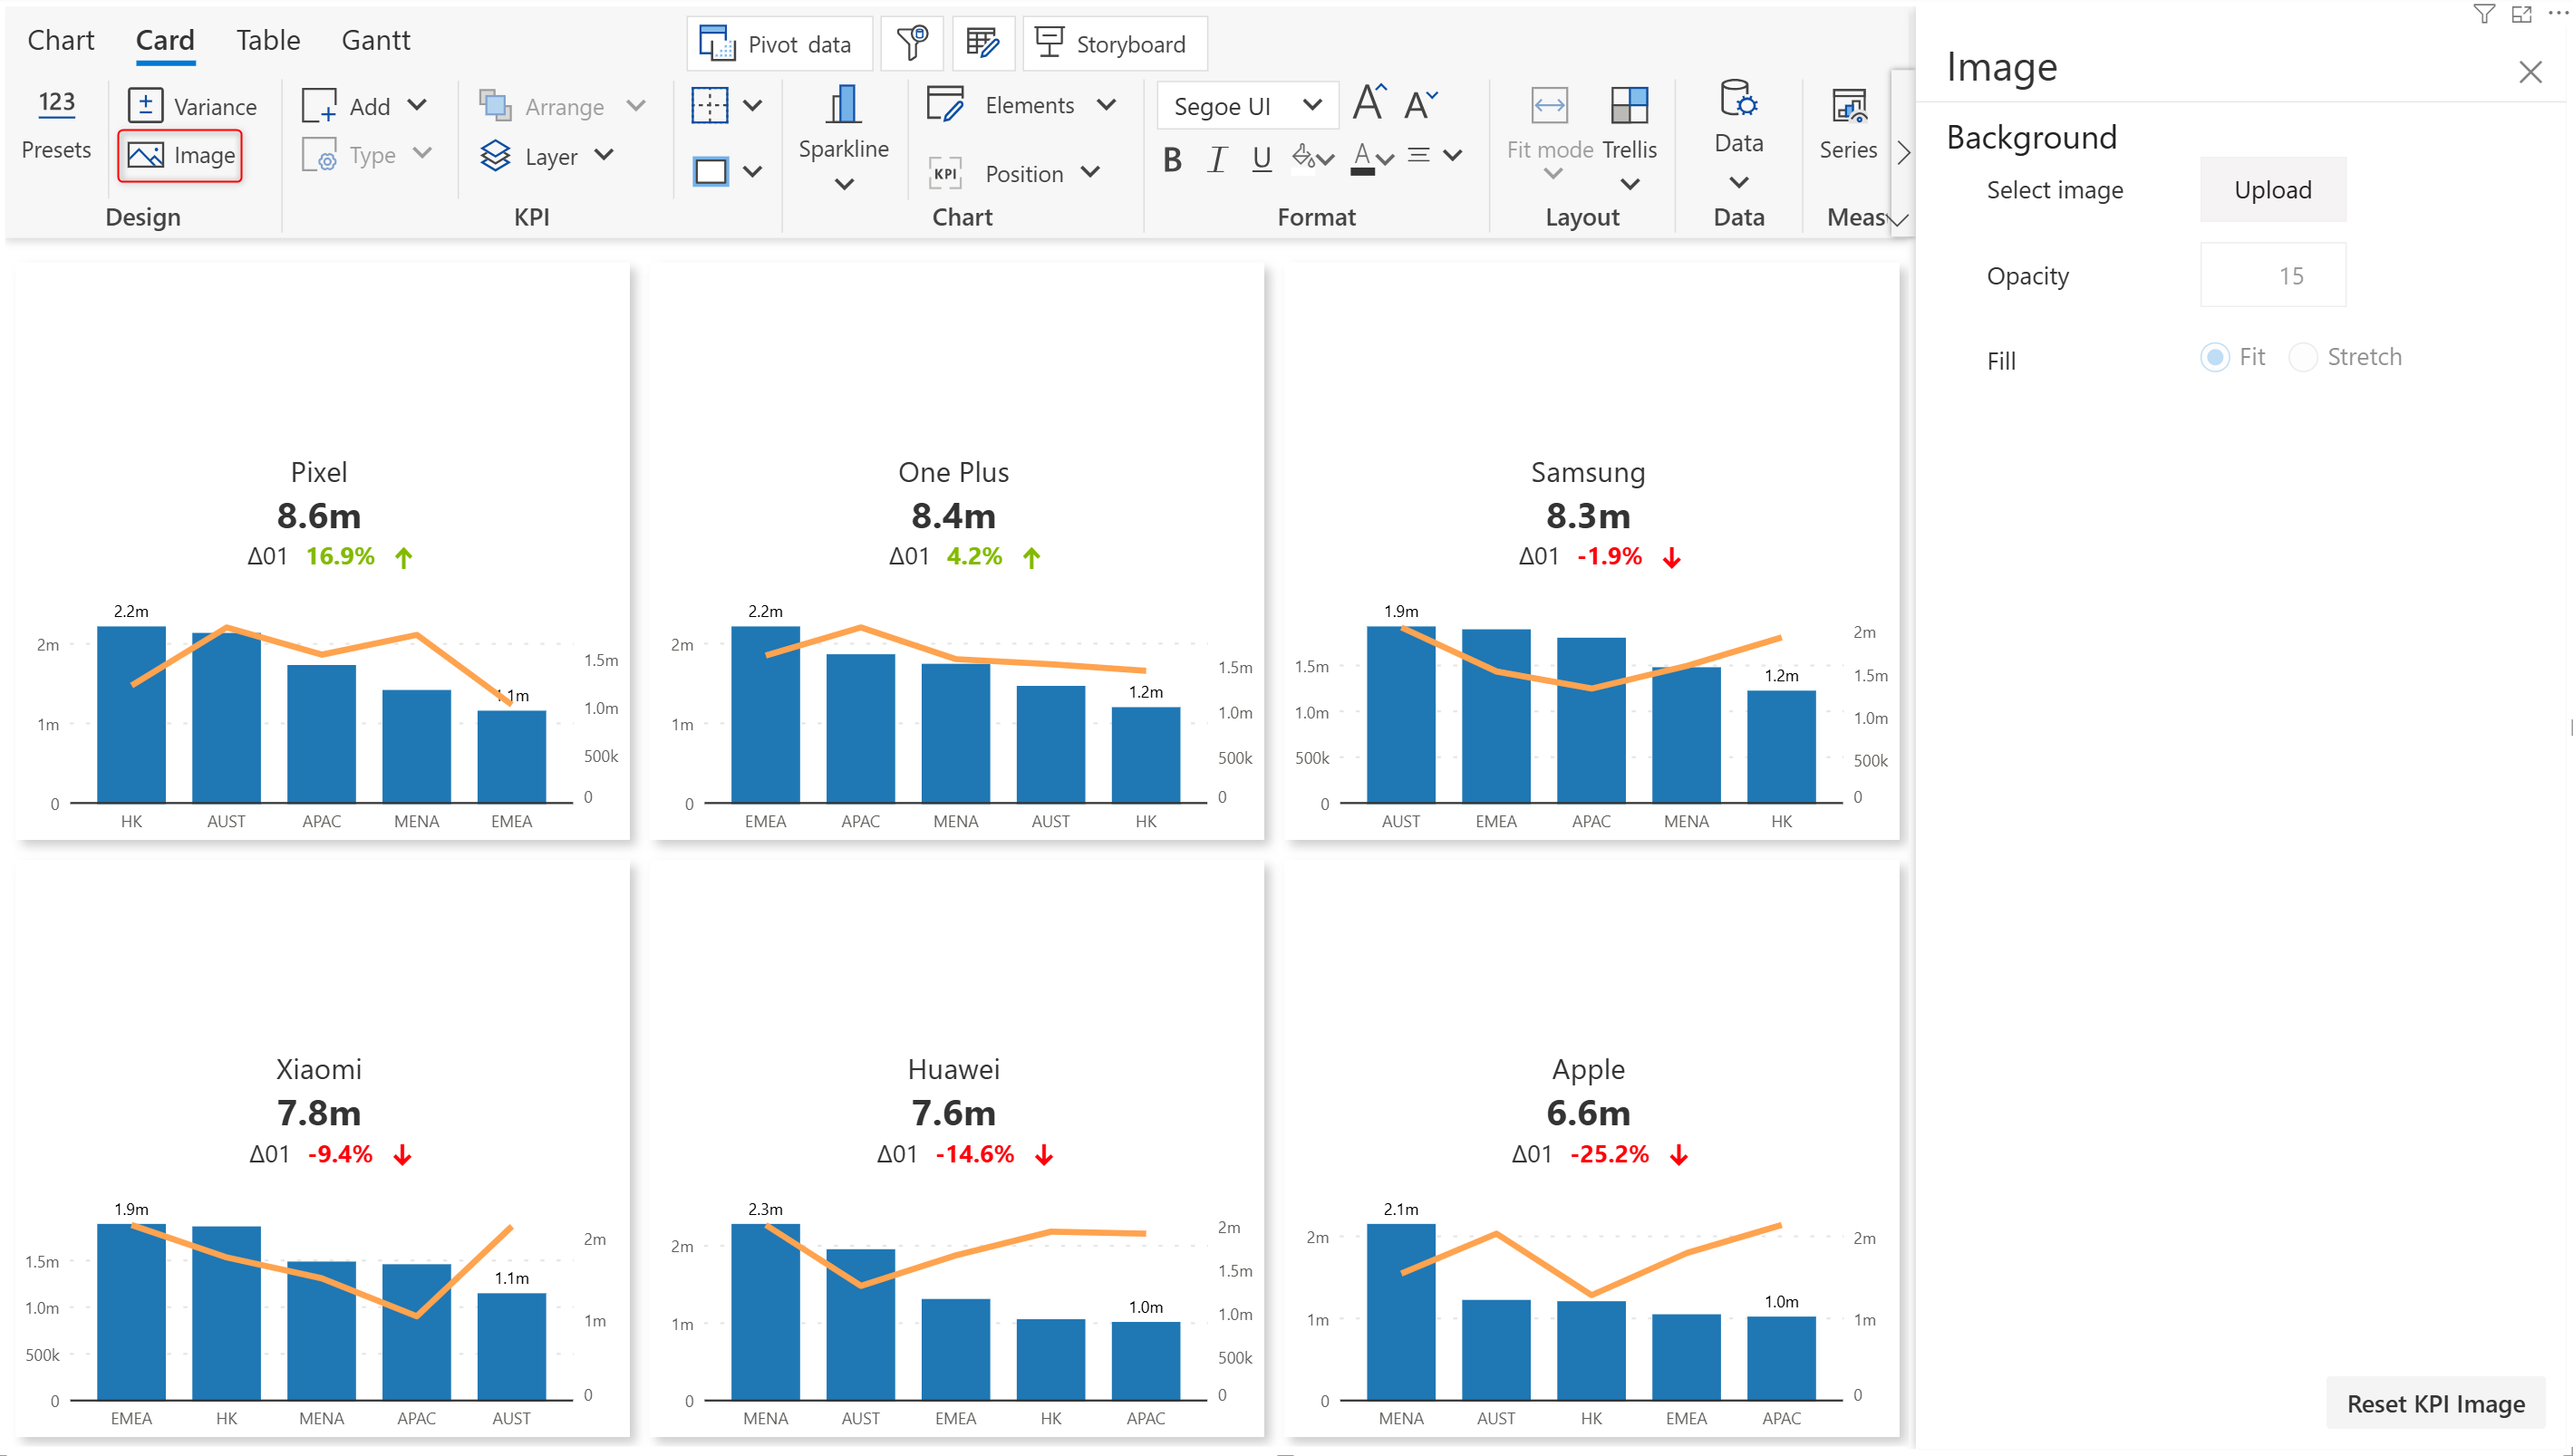 Chart Card Table Gantt
Pivot data Storyboard
123 Presets
Variance
Image
Design
Add
Type
Arrange
Layer
KPI
Sparkline
Elements
KPI Position
Chart
Segoe UI A A
B I U A
Format
Fit mode Trellis
Layout
Data
Data
Series
Meas
Image
Background
Select image Upload
Opacity 15
Fill Fit Stretch
Pixel
8.6m
Δ01 16.9%
2.2m
2m
1m
0
1.5m
1.0m
500k
0
HK AUST APAC MENA EMEA
One Plus
8.4m
Δ01 4.2%
2.2m
1.2m
2m
1m
0
1.5m
1.0m
500k
0
EMEA APAC MENA AUST HK
Samsung
8.3m
Δ01 -1.9%
1.9m
1.2m
1.5m
1.0m
500k
0
2m
1.5m
1.0m
500k
0
AUST EMEA APAC MENA HK
Xiaomi
7.8m
Δ01 -9.4%
1.9m
1.1m
1.5m
1.0m
500k
0
2m
1m
0
EMEA HK MENA APAC AUST
Huawei
7.6m
Δ01 -14.6%
2.3m
1.0m
2m
1m
0
2m
1.5m
1.0m
500k
0
MENA AUST EMEA HK APAC
Apple
6.6m
Δ01 -25.2%
2.1m
1.0m
2m
1m
0
2m
1m
0
MENA AUST HK EMEA APAC
Reset KPI Image